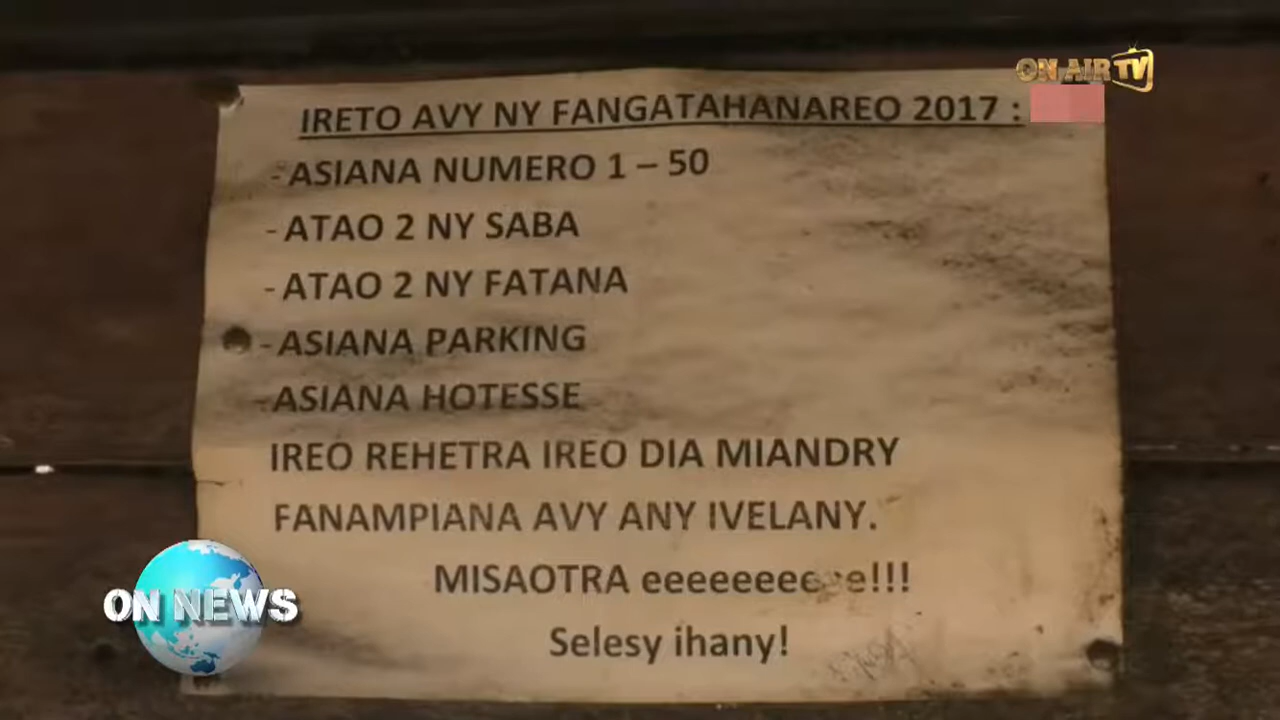 ON AIR TV
IRETO AVY NY FANGATAHANAREO 2017 :
- ASIANA NUMERO 1 – 50
- ATAO 2 NY SABA
- ATAO 2 NY FATANA
- ASIANA PARKING
- ASIANA HOTESSE
IREO REHETRA IREO DIA MIANDRY
FANAMPIANA AVY ANY IVELANY.
MISAOTRA
Selesy ihany!
ON NEWS